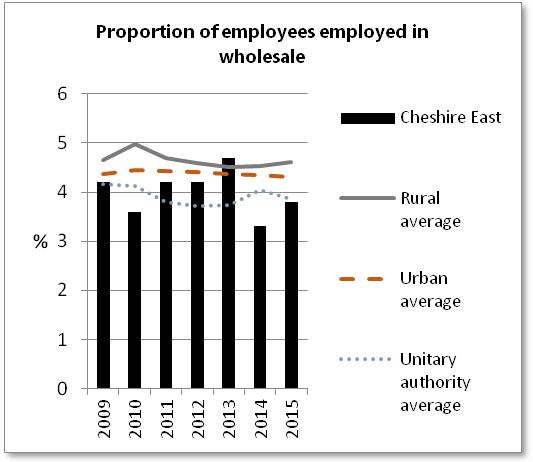 Proportion of employees employed in
wholesale
6
5
4
3
2
1
0
%
2009
2010
2011
2012
2013
2014
2015
Cheshire East
Rural
average
Urban
average
Unitary
authority
average